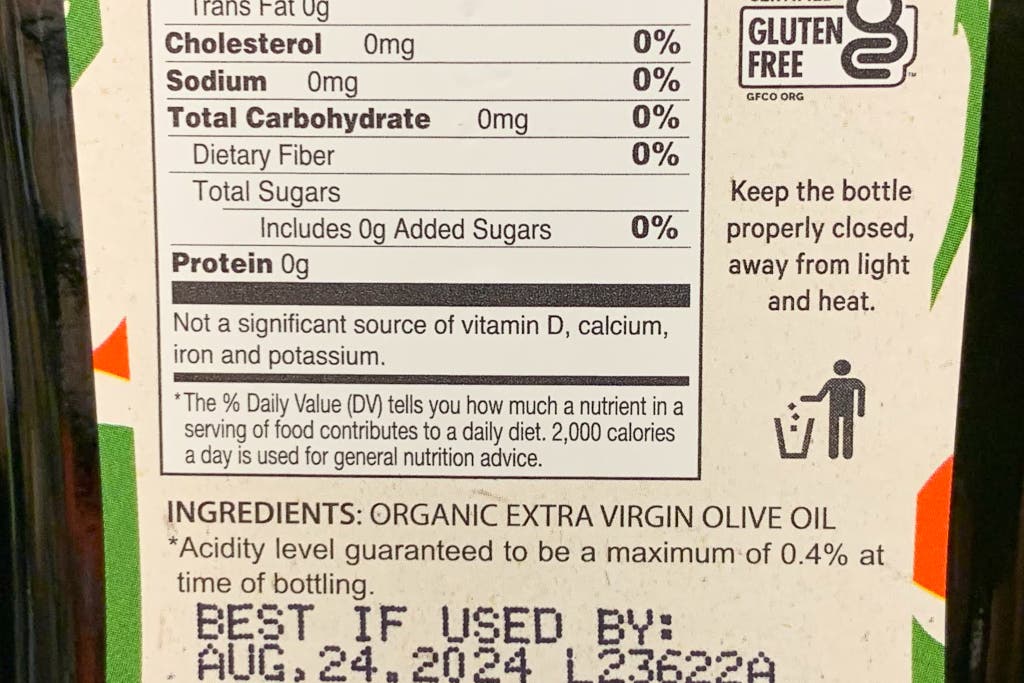 Trans Fat 0g
Cholesterol 0mg 0%
Sodium 0mg 0%
Total Carbohydrate 0mg 0%
Dietary Fiber 0%
Total Sugars
Includes 0g Added Sugars 0%
Protein 0g
Not a significant source of vitamin D, calcium,
iron and potassium.
*The % Daily Value (DV) tells you how much a nutrient in a
serving of food contributes to a daily diet. 2,000 calories
a day is used for general nutrition advice.
GLUTEN
FREE
TM
GFCO ORG
Keep the bottle
properly closed,
away from light
and heat.
INGREDIENTS: ORGANIC EXTRA VIRGIN OLIVE OIL
*Acidity level guaranteed to be a maximum of 0.4% at
time of bottling.
BEST IF USED BY:
AUG,24.2024 L23622A